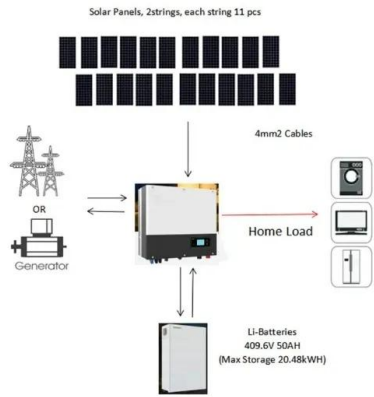 Solar Panels, 2strings, each string 11 pcs
4mm2 Cables
OR
Generator
Home Load
Li-Batteries
409.6V 50AH
(Max Storage 20.48kWH)